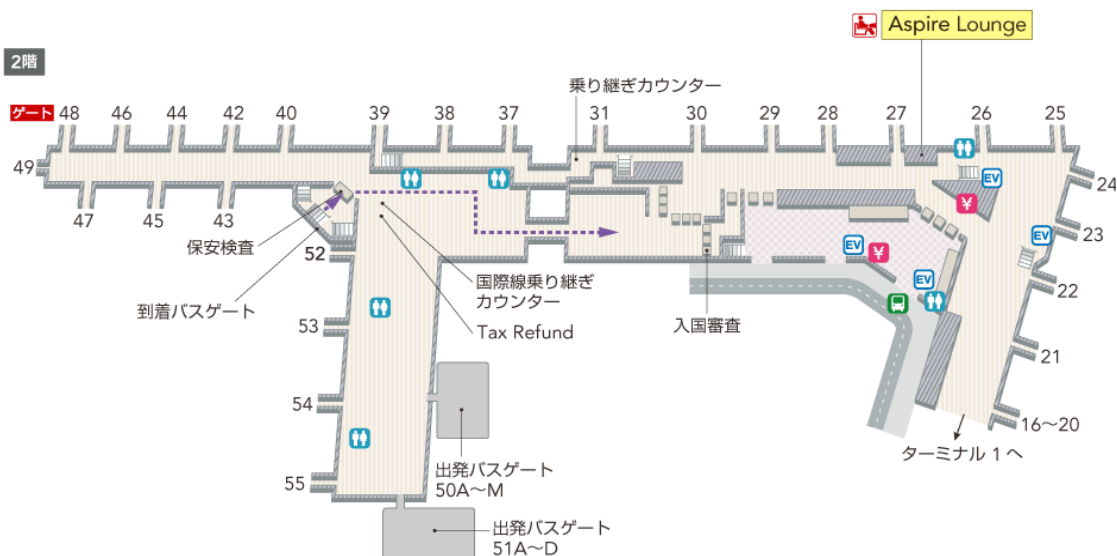 Aspire Lounge
2階
乗り継ぎカウンター
ゲート 48 46 44 42 40 39 38 37 31 30 29 28 27 26 25
49
24
47 45 43
保安検査
52
23
国際線乗り継ぎ
カウンター
22
到着バスゲート
53
Tax Refund
入国審査
21
54
16〜20
ターミナル 1 へ
55
出発バスゲート
50A〜M
出発バスゲート
51A〜D
EV
¥
EV
EV
¥
EV